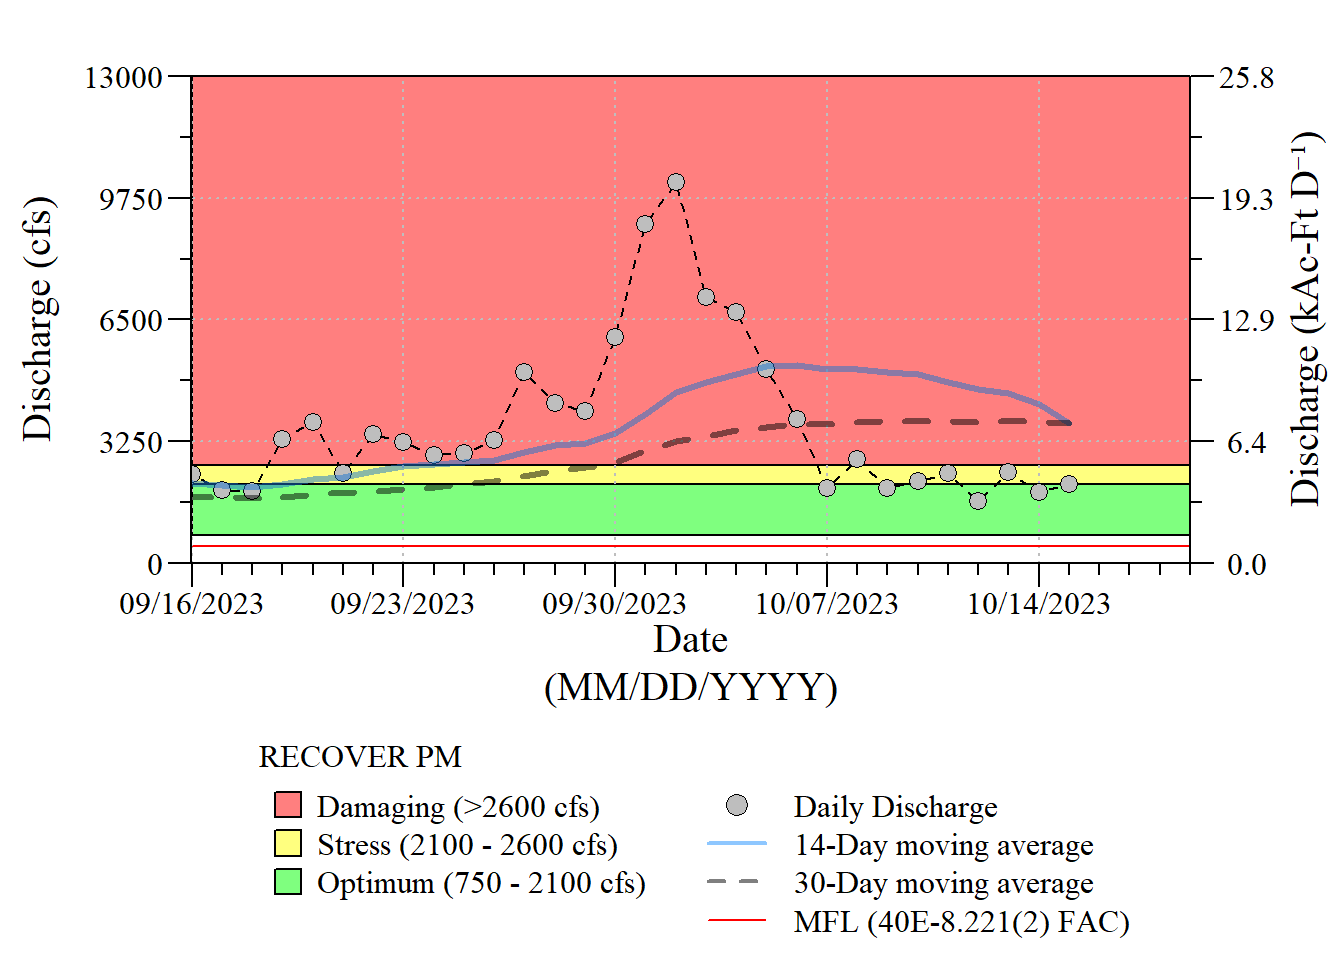 13000
9750
6500
3250
0
Discharge (cfs)
25.8
19.3
12.9
6.4
0.0
Discharge (kAc-Ft D⁻¹)
09/16/2023 09/23/2023 09/30/2023 10/07/2023 10/14/2023
Date
(MM/DD/YYYY)
RECOVER PM
Damaging (>2600 cfs)
Stress (2100 - 2600 cfs)
Optimum (750 - 2100 cfs)
Daily Discharge
14-Day moving average
30-Day moving average
MFL (40E-8.221(2) FAC)